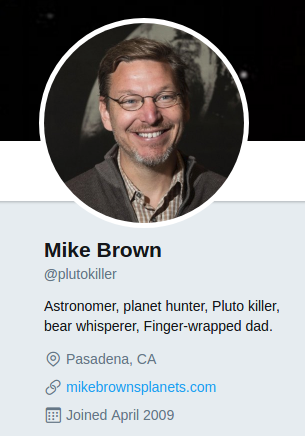 Mike Brown
@plutokiller
Astronomer, planet hunter, Pluto killer,
bear whisperer, Finger-wrapped dad.
Pasadena, CA
mikebrownsplanets.com
Joined April 2009